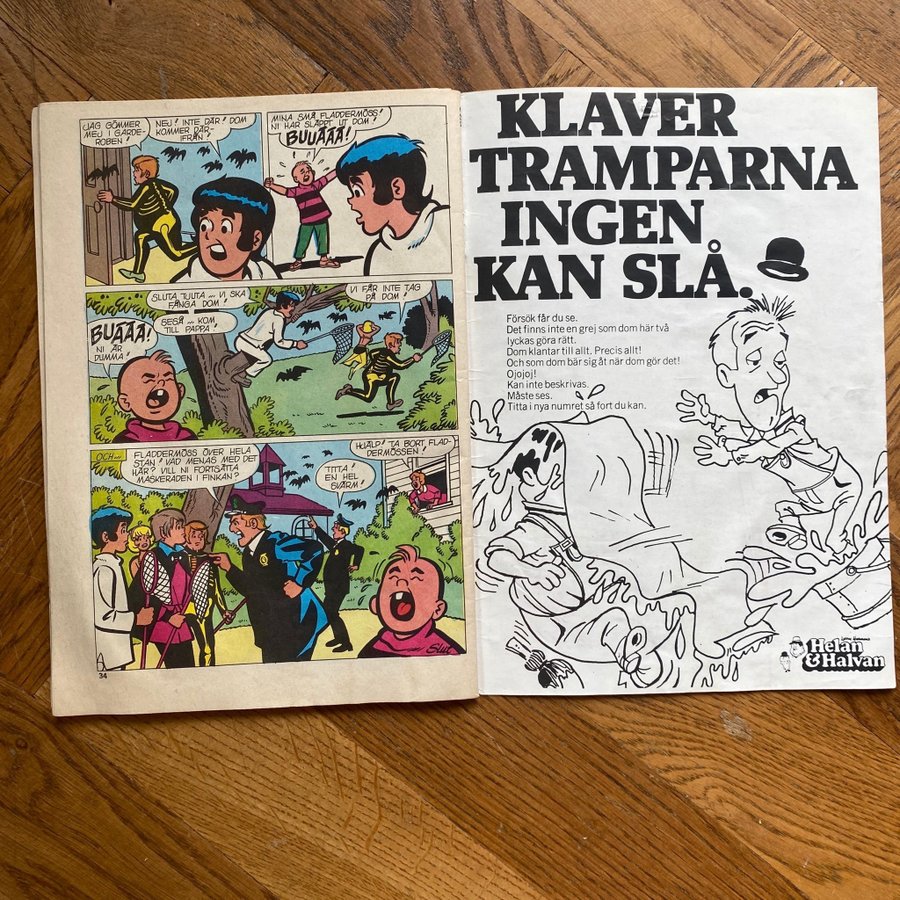 JAG GÖMMER
MEJ I GARDE-
ROBEN!
NEJ! INTE DÄR! DOM
KOMMER DÄR-
IFRÅN!
MINA SMÅ FLADDERMÖSS!
NI HAR SLÄPPT UT DOM!
BUUÄÄÄ!
BUÄÄÄ!
NI ÄR
DUMMA!
SLUTA TJUTA... VI SKA
FÅNGA DOM!
SESÅ... KOM
TILL PAPPA!
VI FÅR INTE TAG
PÅ DOM!
OCH...
FLADDERMÖSS ÖVER HELA
STAN! VAD MENAS MED DET
HÄR? VILL NI FORTSÄTTA
MASKERADEN I FINKAN?
TITTA!
EN HEL
SVÄRM!
HJÄLP! TA BORT FLAD-
DERMÖSSEN!
Slut
34
KLAVER
TRAMPARNA
INGEN
KAN SLÅ.
Försök får du se.
Det finns inte en grej som dom här två
lyckas göra rätt.
Dom klantar till allt. Precis allt!
Och som dom bär sig åt när dom gör det!
Ojojoj!
Kan inte beskrivas.
Måste ses.
Titta i nya numret så fort du kan.
Helan
&Halvan